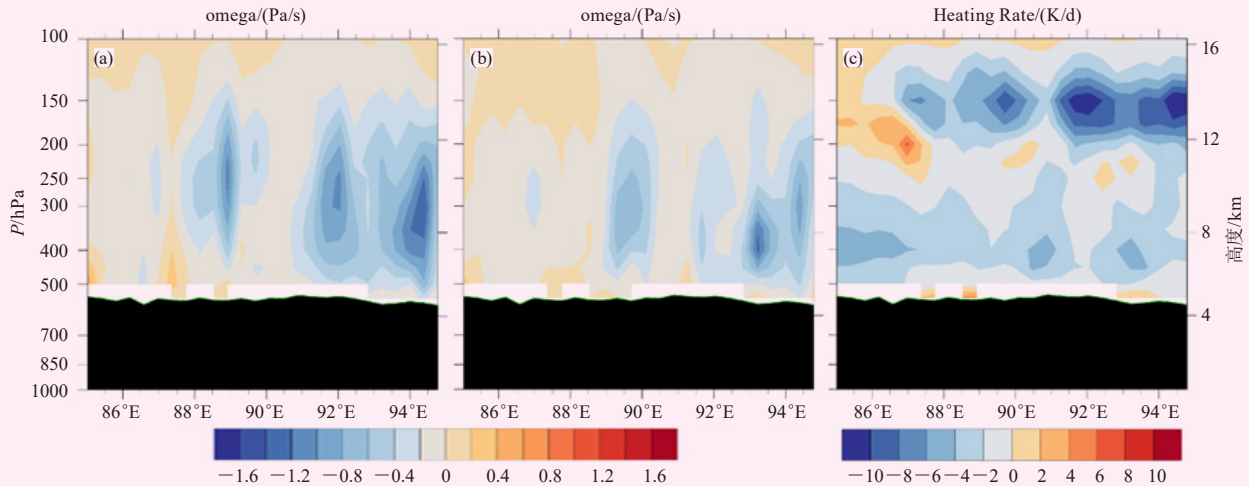 omega/(Pa/s) omega/(Pa/s) Heating Rate/(K/d)
(a) (b) (c)
100 16
150
200 12
250
300
P/hPa 高度/km
8
400
500
700 4
850
1000
86°E 88°E 90°E 92°E 94°E 86°E 88°E 90°E 92°E 94°E 86°E 88°E 90°E 92°E 94°E
−1.6 −1.2 −0.8 −0.4 0 0.4 0.8 1.2 1.6 −10 −8 −6 −4 −2 0 2 4 6 8 10